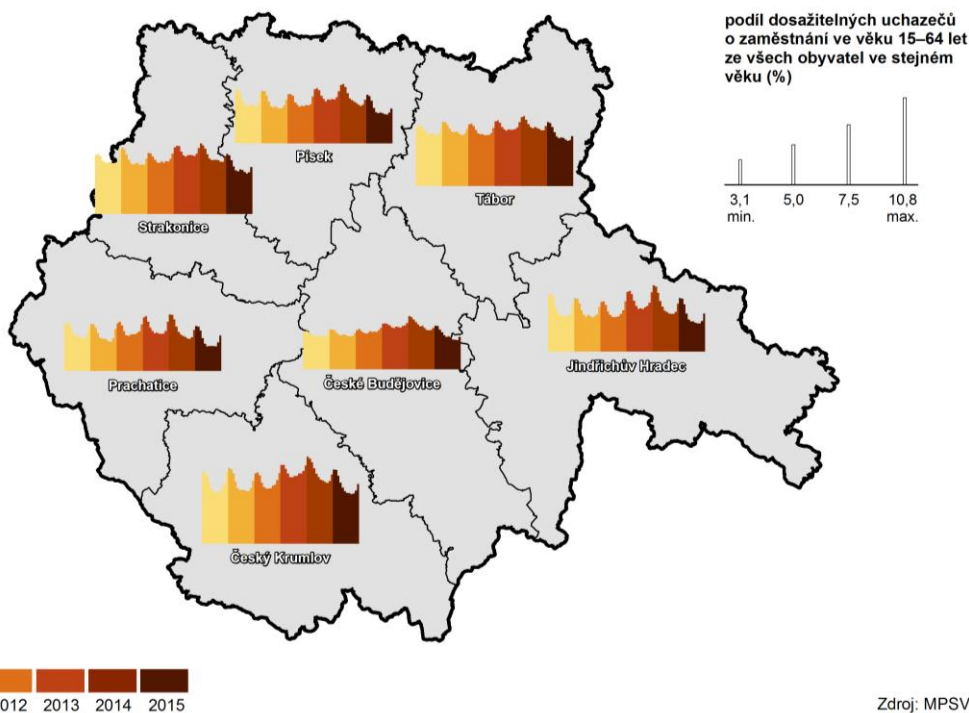 podíl dosažitelných uchazečů
o zaměstnání ve věku 15–64 let
ze všech obyvatel ve stejném
věku (%)
3,1 5,0 7,5 10,8
min. max.
Písek
Tábor
Strakonice
Jindřichův Hradec
Prachatice
České Budějovice
Český Krumlov
012 2013 2014 2015
Zdroj: MPSV